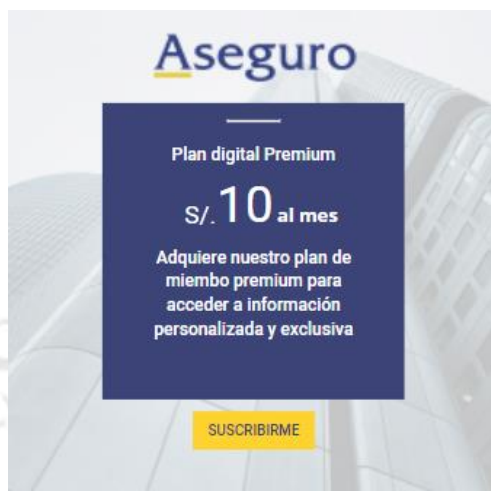 Aseguro
Plan digital Premium
S/. 10 al mes
Adquiere nuestro plan de
miembo premium para
acceder a información
personalizada y exclusiva
SUSCRIBIRME